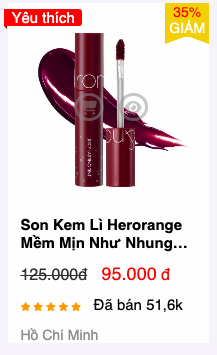 Yêu thích
35%
GIẢM
Son Kem Lì Herorange
Mềm Mịn Như Nhung...
125.000đ 95.000 đ
Đã bán 51,6k
Hồ Chí Minh